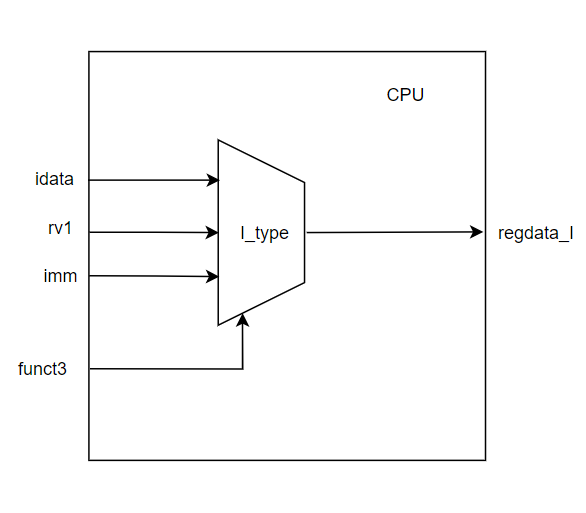 CPU
idata
rv1
I_type
regdata_I
imm
funct3